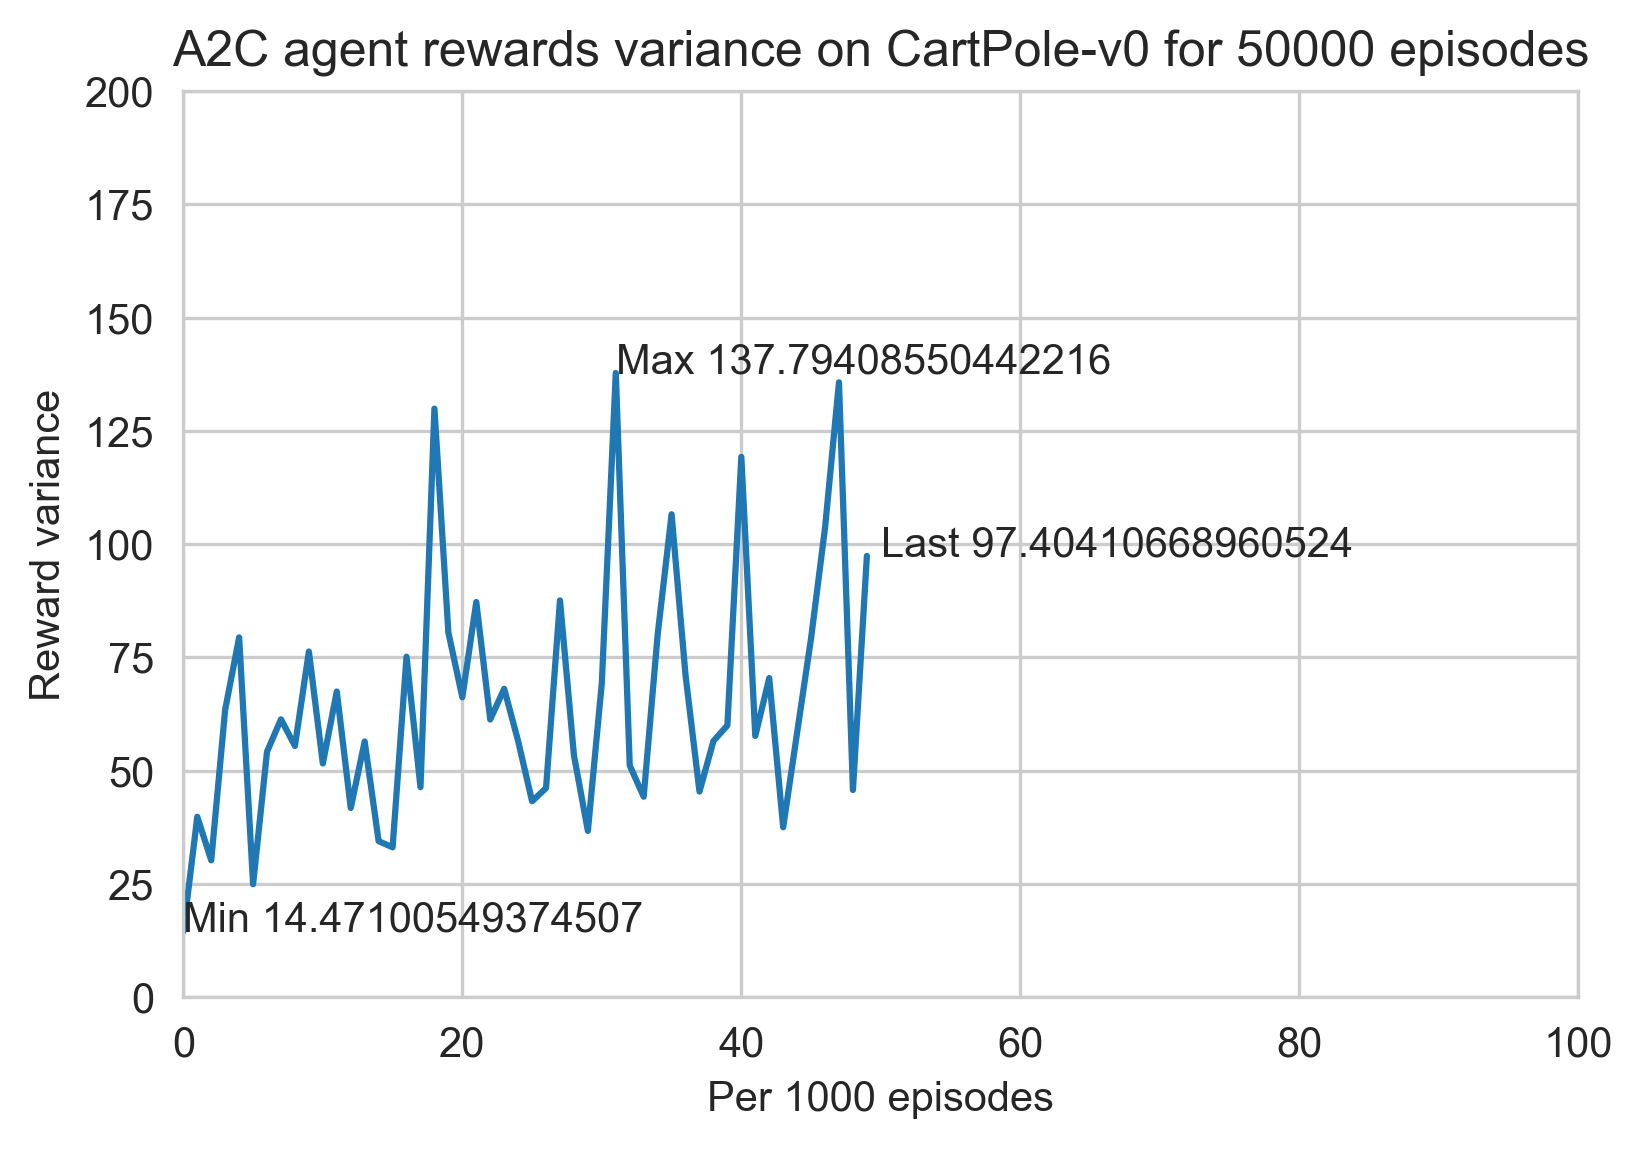 A2C agent rewards variance on CartPole-v0 for 50000 episodes
200
175
150
125
100
75
50
25
0
Reward variance
Max 137.79408550442216
Last 97.40410668960524
Min 14.47100549374507
0 20 40 60 80 100
Per 1000 episodes